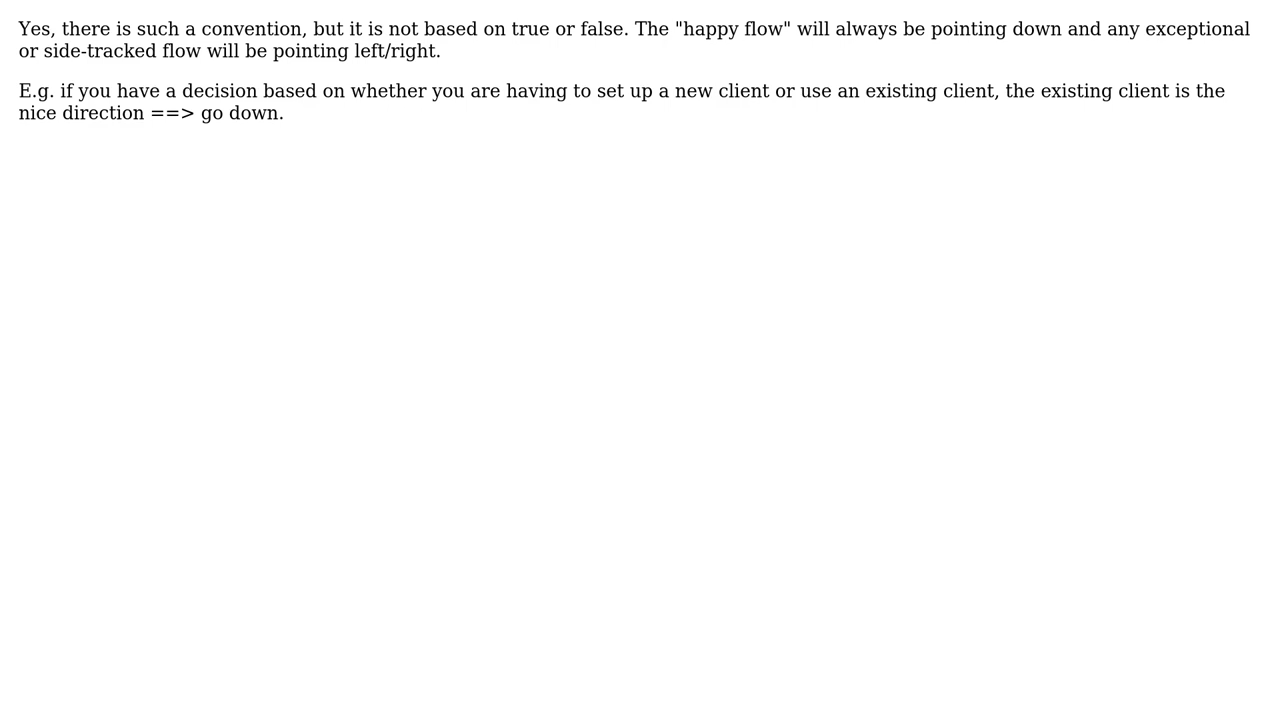 Yes, there is such a convention, but it is not based on true or false. The "happy flow" will always be pointing down and any exceptional
or side-tracked flow will be pointing left/right.
E.g. if you have a decision based on whether you are having to set up a new client or use an existing client, the existing client is the
nice direction ==> go down.